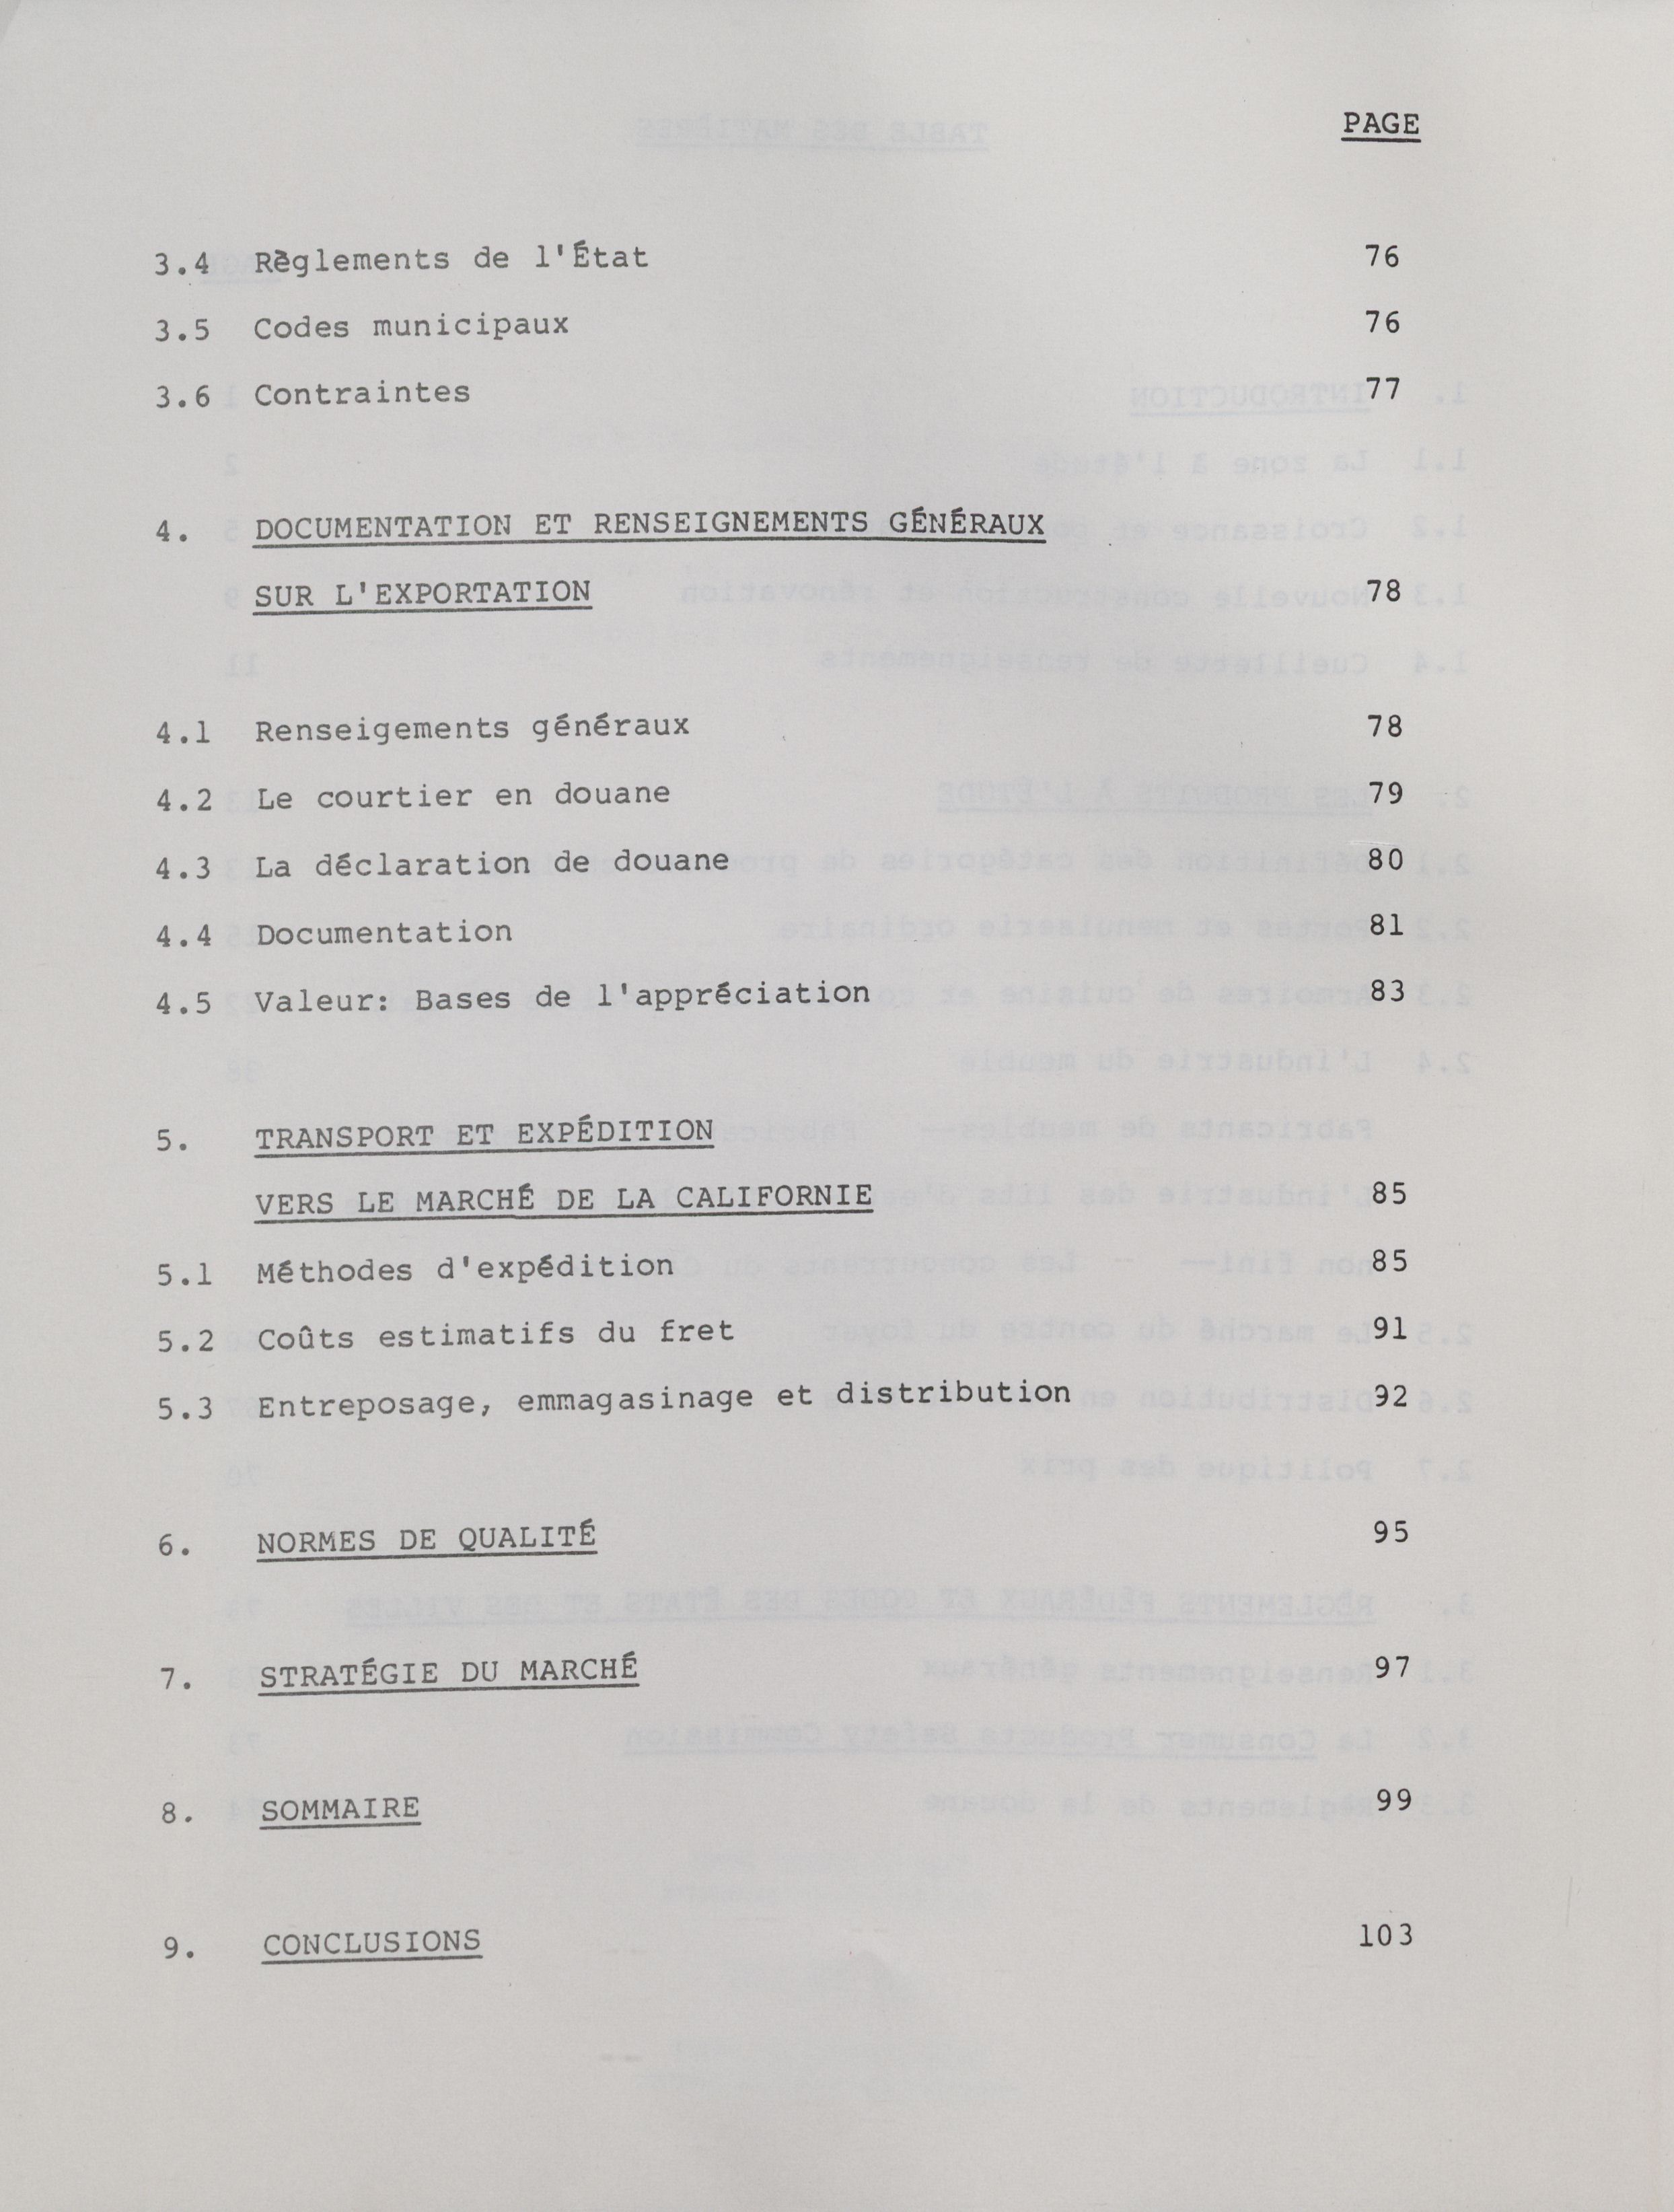 PAGE
3.4 Règlements de l'État 76
3.5 Codes municipaux 76
3.6 Contraintes 77
4. DOCUMENTATION ET RENSEIGNEMENTS GÉNÉRAUX
SUR L'EXPORTATION 78
4.1 Renseigements généraux 78
4.2 Le courtier en douane 79
4.3 La déclaration de douane 80
4.4 Documentation 81
4.5 Valeur: Bases de l'appréciation 83
5. TRANSPORT ET EXPÉDITION
VERS LE MARCHÉ DE LA CALIFORNIE 85
5.1 Méthodes d'expédition 85
5.2 Coûts estimatifs du fret 91
5.3 Entreposage, emmagasinage et distribution 92
6. NORMES DE QUALITÉ 95
7. STRATÉGIE DU MARCHÉ 97
8. SOMMAIRE 99
9. CONCLUSIONS 103